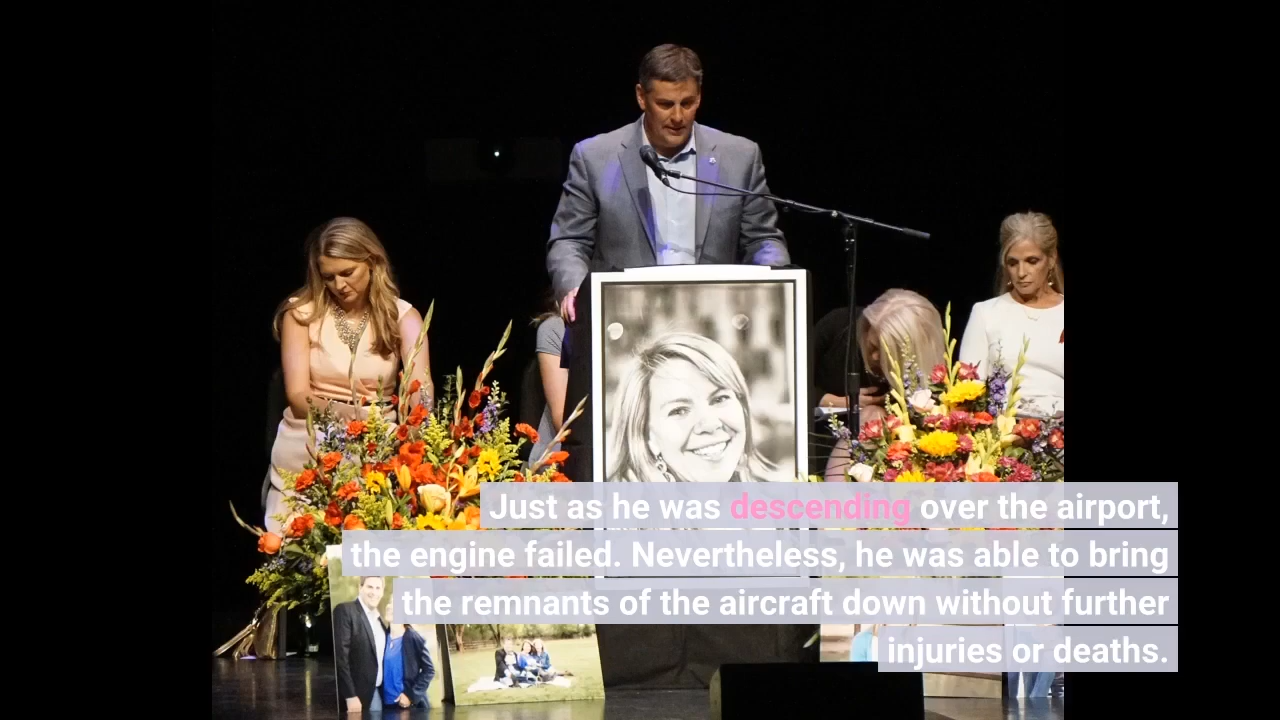 Just as he was descending over the airport,
the engine failed. Nevertheless, he was able to bring
the remnants of the aircraft down without further
injuries or deaths.